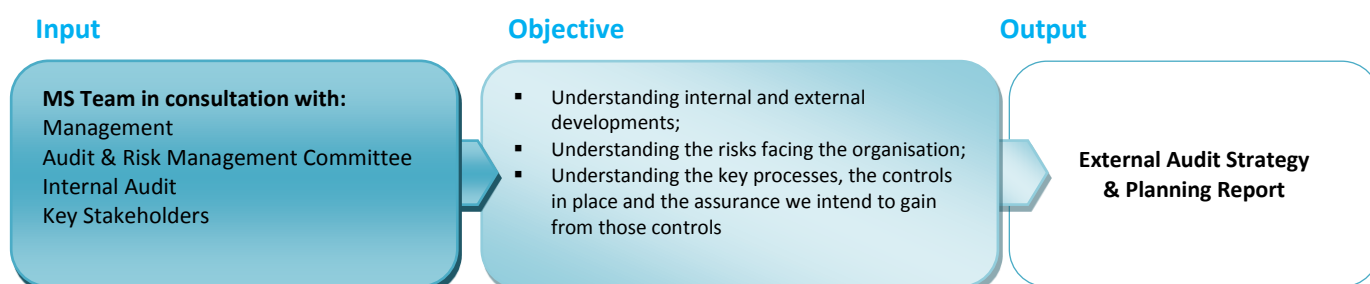 Input
Objective
Output
MS Team in consultation with:
Management
Audit & Risk Management Committee
Internal Audit
Key Stakeholders
▪ Understanding internal and external
developments;
▪ Understanding the risks facing the organisation;
▪ Understanding the key processes, the controls
in place and the assurance we intend to gain
from those controls
External Audit Strategy
& Planning Report